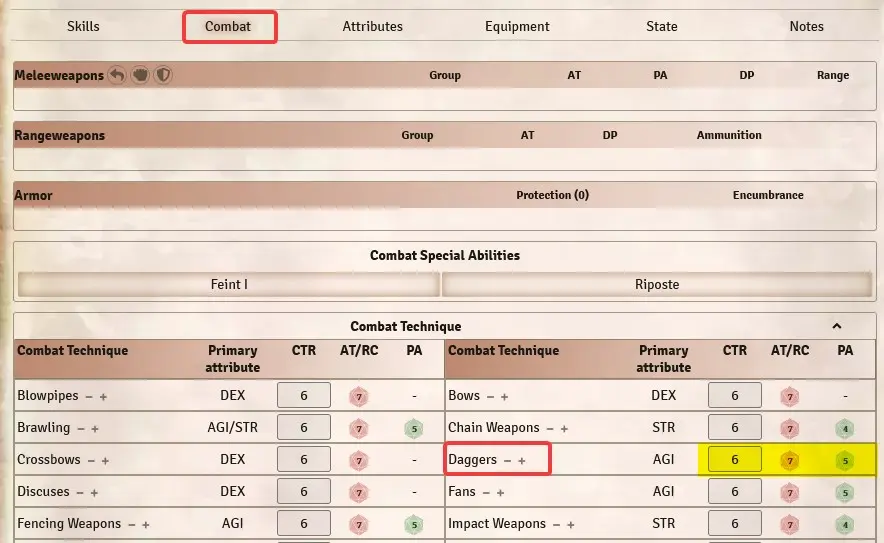 Skills Combat Attributes Equipment State Notes
Meleeweapons Group AT PA DP Range
Rangeweapons Group AT DP Ammunition
Armor Protection (0) Encumbrance
Combat Special Abilities
Feint I Riposte
Combat Technique
Combat Technique Primary attribute CTR AT/RC PA Combat Technique Primary attribute CTR AT/RC PA
Blowpipes − + DEX 6 7 - Bows − + DEX 6 7 -
Brawling − + AGI/STR 6 7 5 Chain Weapons − + STR 6 7 4
Crossbows − + DEX 6 7 - Daggers − + AGI 6 7 5
Discuses − + DEX 6 7 - Fans − + AGI 6 7 5
Fencing Weapons − + AGI 6 7 5 Impact Weapons − + STR 6 7 4